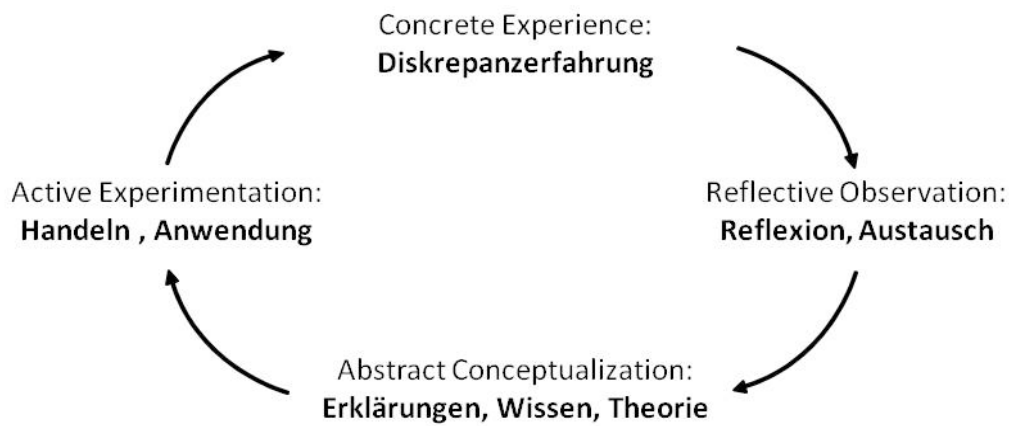 Concrete Experience:
Diskrepanzerfahrung
Active Experimentation:
Handeln , Anwendung
Reflective Observation:
Reflexion, Austausch
Abstract Conceptualization:
Erklärungen, Wissen, Theorie